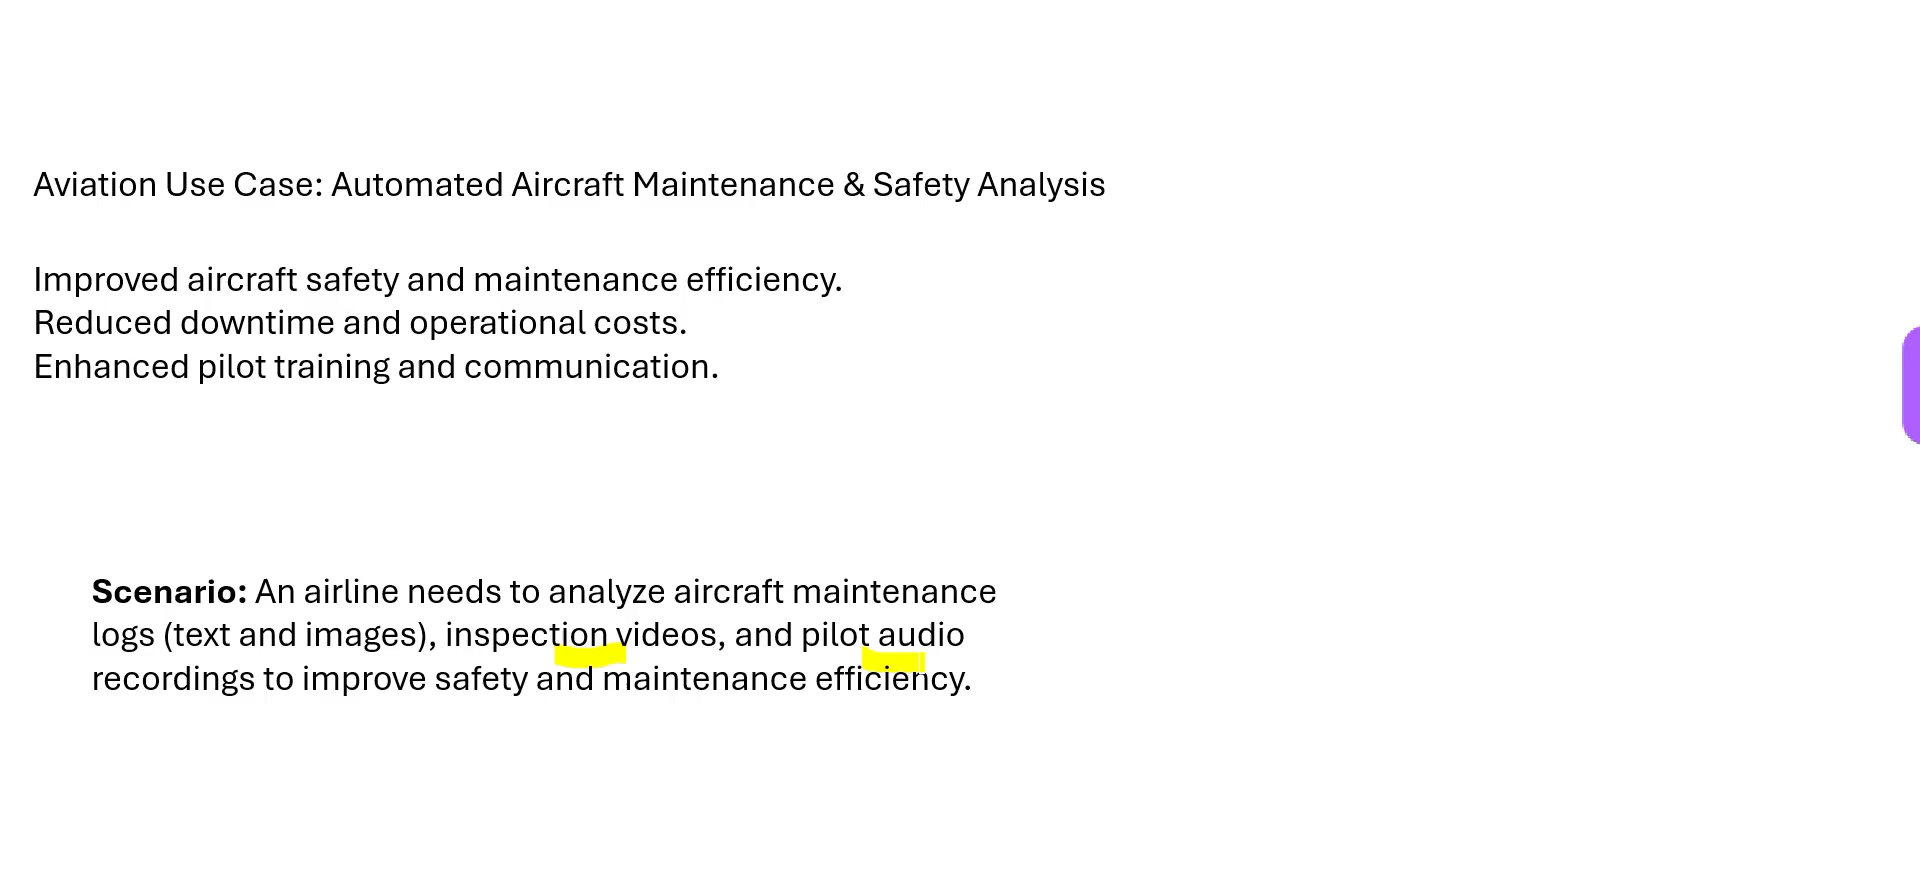 Aviation Use Case: Automated Aircraft Maintenance & Safety Analysis
Improved aircraft safety and maintenance efficiency.
Reduced downtime and operational costs.
Enhanced pilot training and communication.
Scenario: An airline needs to analyze aircraft maintenance
logs (text and images), inspection videos, and pilot audio
recordings to improve safety and maintenance efficiency.